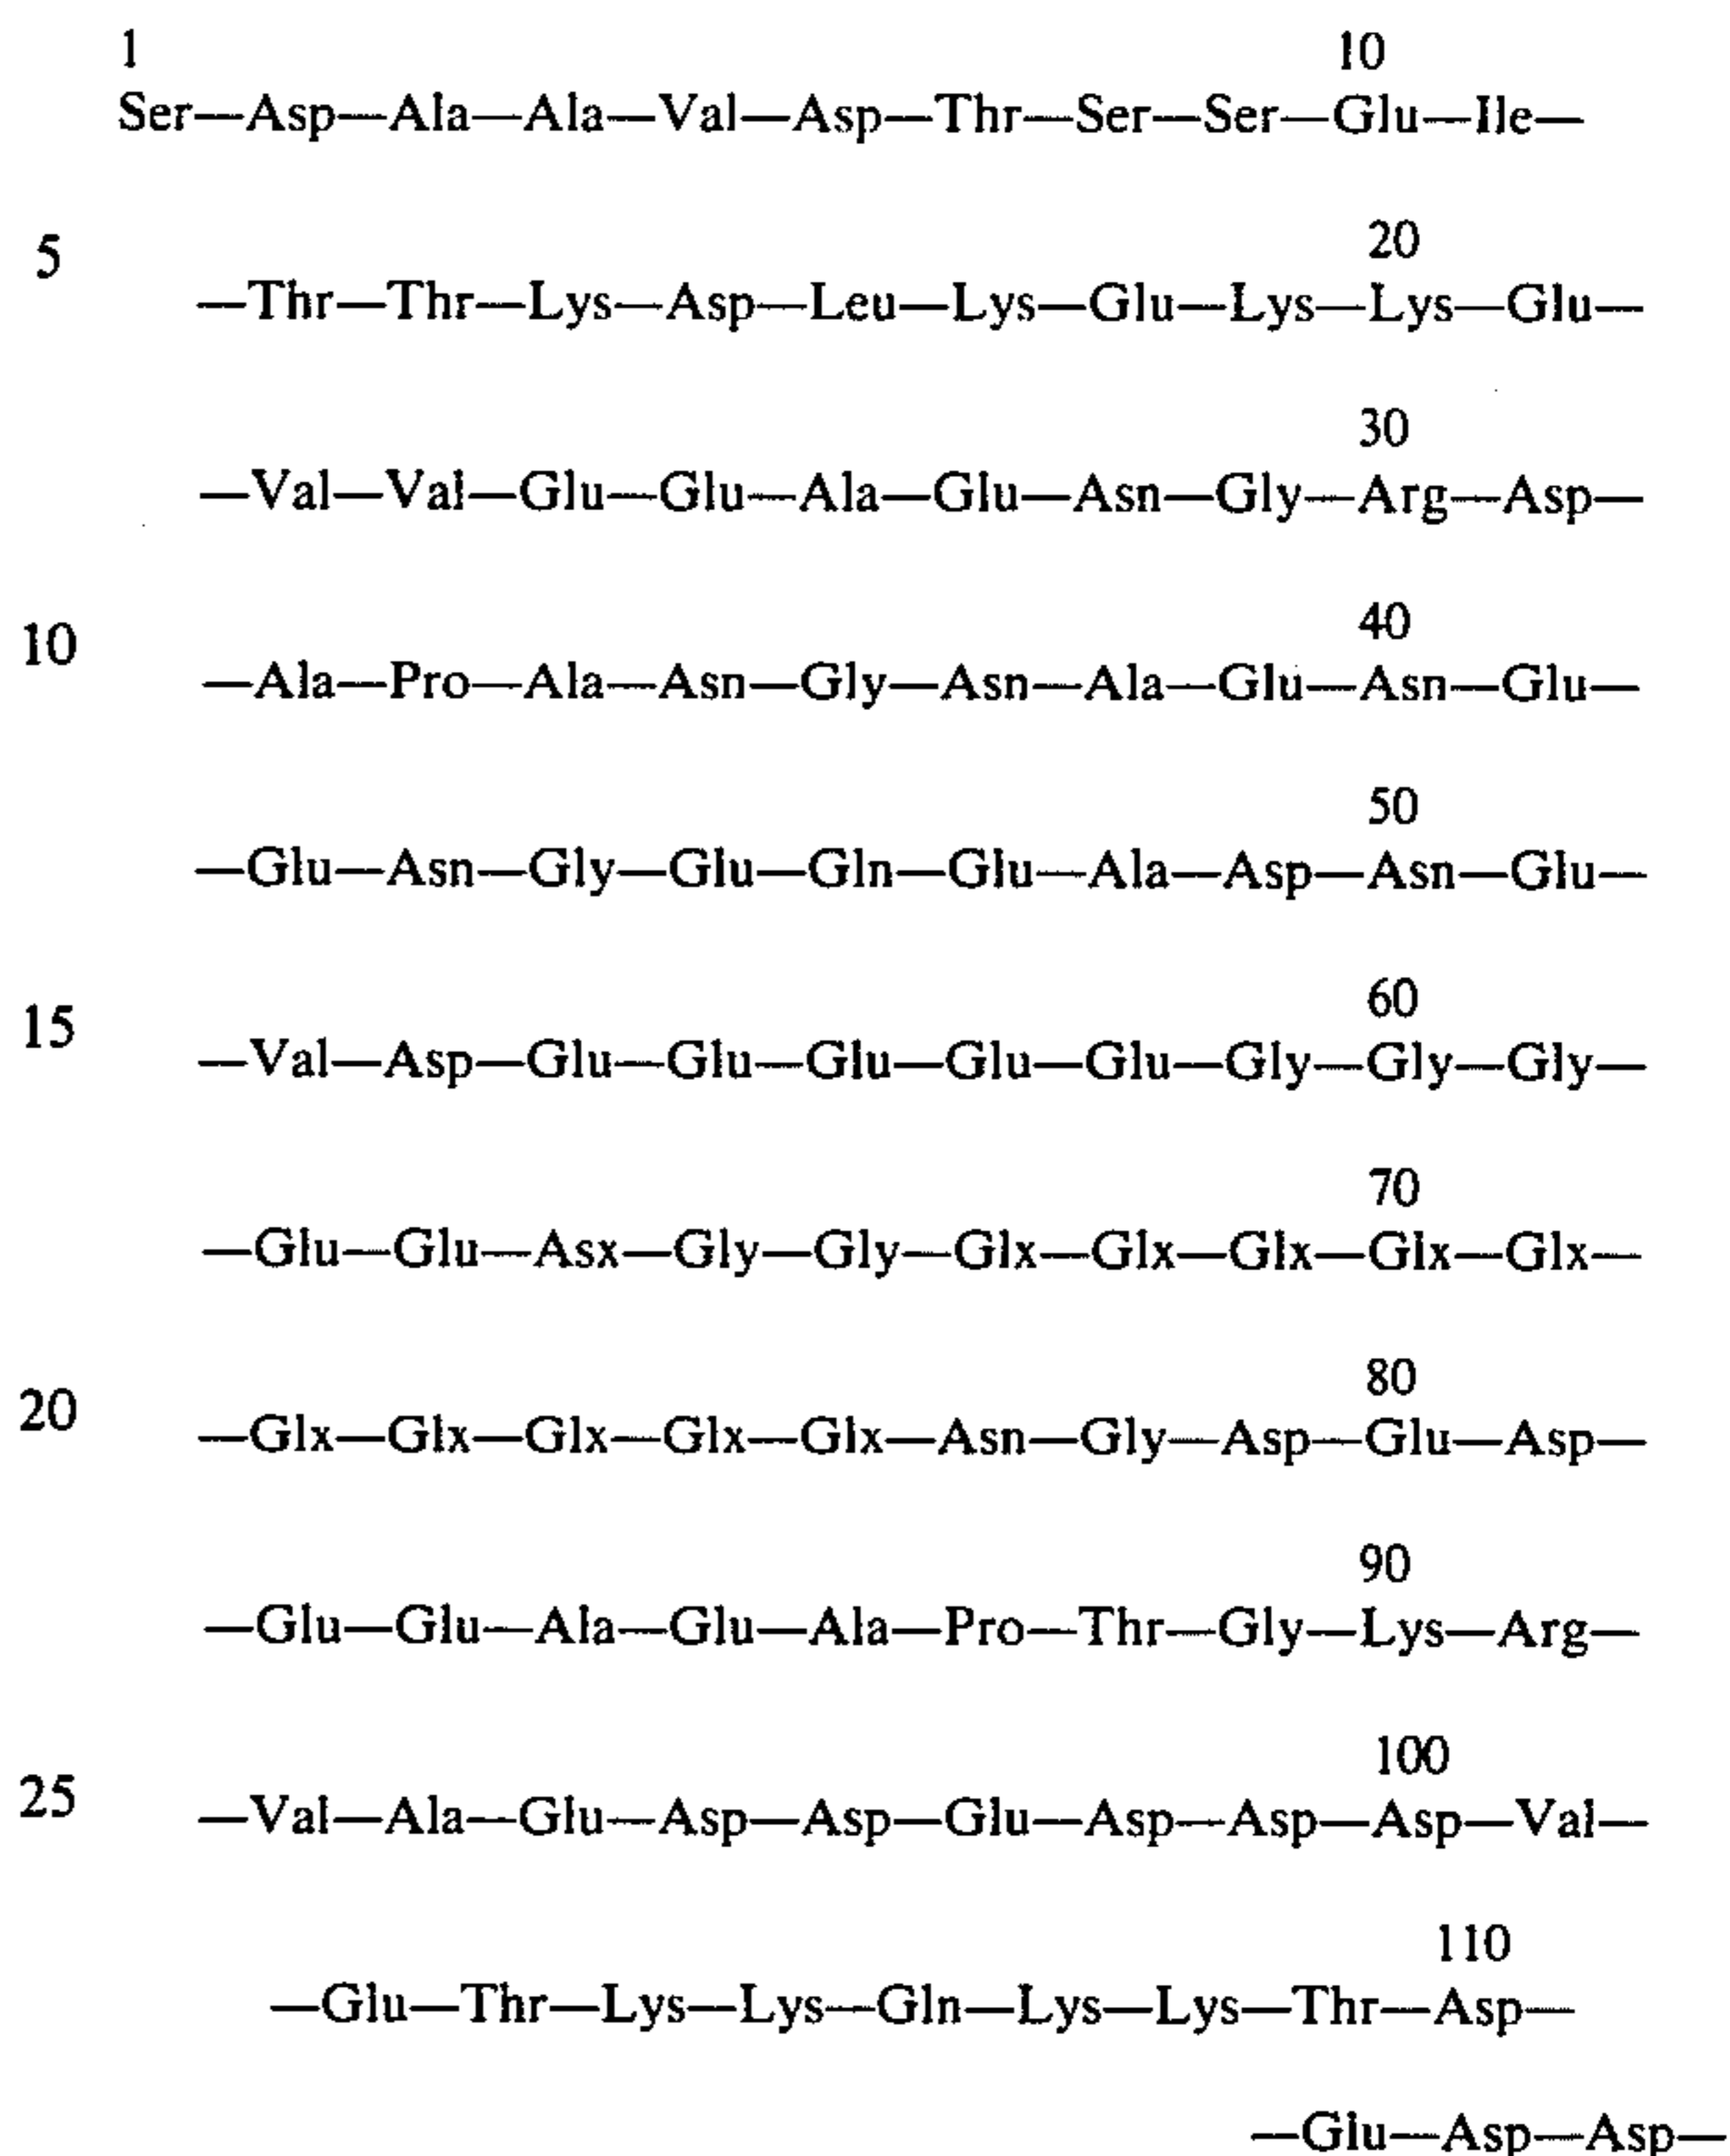 1 10
Ser—Asp—Ala—Ala—Val—Asp—Thr—Ser—Ser—Glu—Ile—
5 20
—Thr—Thr—Lys—Asp—Leu—Lys—Glu—Lys—Lys—Glu—
30
—Val—Val—Glu—Glu—Ala—Glu—Asn—Gly—Arg—Asp—
10 40
—Ala—Pro—Ala—Asn—Gly—Asn—Ala—Glu—Asn—Glu—
50
—Glu—Asn—Gly—Glu—Gln—Glu—Ala—Asp—Asn—Glu—
15 60
—Val—Asp—Glu—Glu—Glu—Glu—Glu—Gly—Gly—Gly—
70
—Glu—Glu—Asx—Gly—Gly—Glx—Glx—Glx—Glx—Glx—
20 80
—Glx—Glx—Glx—Glx—Glx—Asn—Gly—Asp—Glu—Asp—
90
—Glu—Glu—Ala—Glu—Ala—Pro—Thr—Gly—Lys—Arg—
25 100
—Val—Ala—Glu—Asp—Asp—Glu—Asp—Asp—Asp—Val—
110
—Glu—Thr—Lys—Lys—Gln—Lys—Lys—Thr—Asp—
—Glu—Asp—Asp—